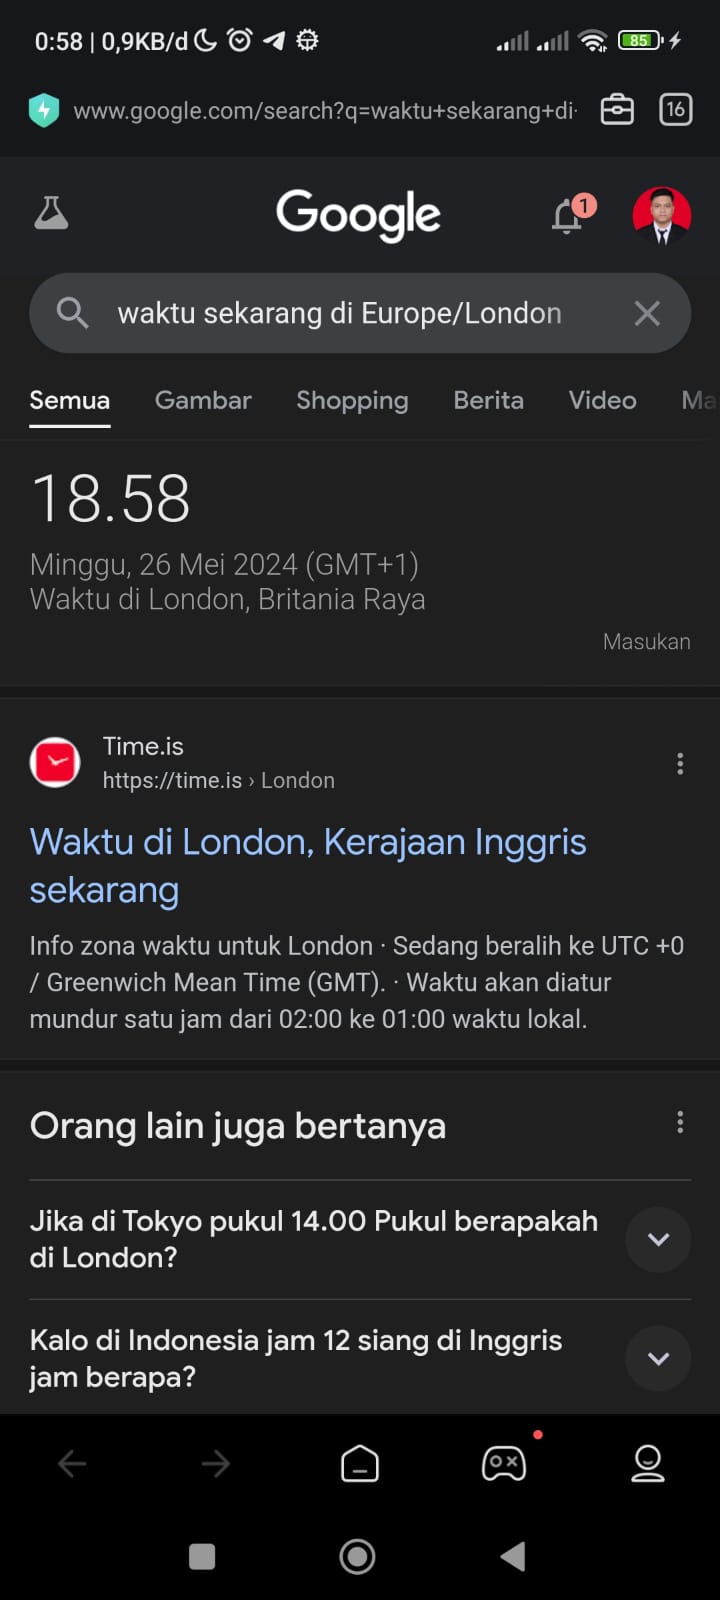 0:58 | 0,9KB/d
85
www.google.com/search?q=waktu+sekarang+di
16
Google
1
waktu sekarang di Europe/London
Semua Gambar Shopping Berita Video Ma
18.58
Minggu, 26 Mei 2024 (GMT+1)
Waktu di London, Britania Raya
Masukan
Time.is
https://time.is › London
Waktu di London, Kerajaan Inggris
sekarang
Info zona waktu untuk London · Sedang beralih ke UTC +0
/ Greenwich Mean Time (GMT). · Waktu akan diatur
mundur satu jam dari 02:00 ke 01:00 waktu lokal.
Orang lain juga bertanya
Jika di Tokyo pukul 14.00 Pukul berapakah
di London?
Kalo di Indonesia jam 12 siang di Inggris
jam berapa?